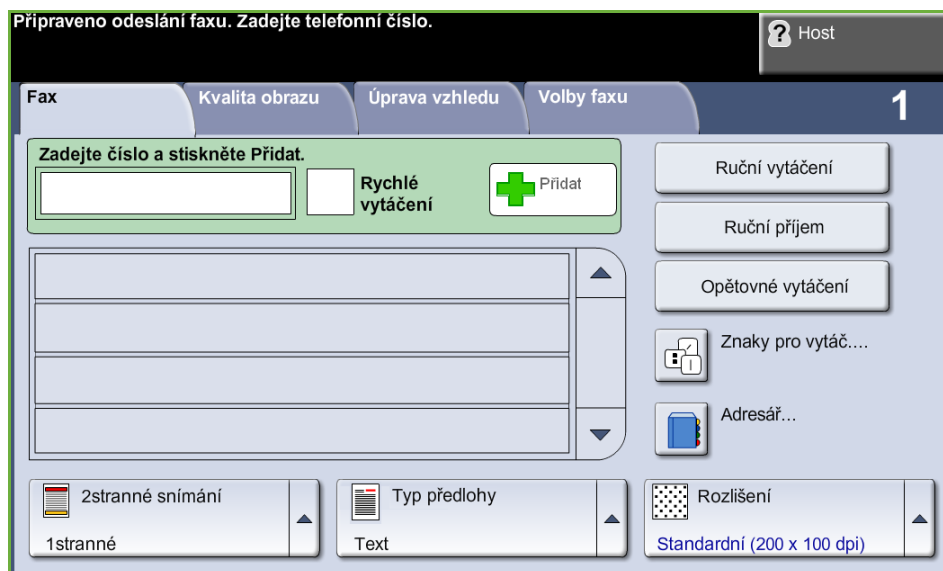 Připraveno odeslání faxu. Zadejte telefonní číslo.
Host
Fax
Kvalita obrazu
Úprava vzhledu
Volby faxu
1
Zadejte číslo a stiskněte Přidat.
Rychlé
vytáčení
Přidat
Ruční vytáčení
Ruční příjem
Opětovné vytáčení
Znaky pro vytáč....
Adresář...
2stranné snímání
1stranné
Typ předlohy
Text
Rozlišení
Standardní (200 x 100 dpi)